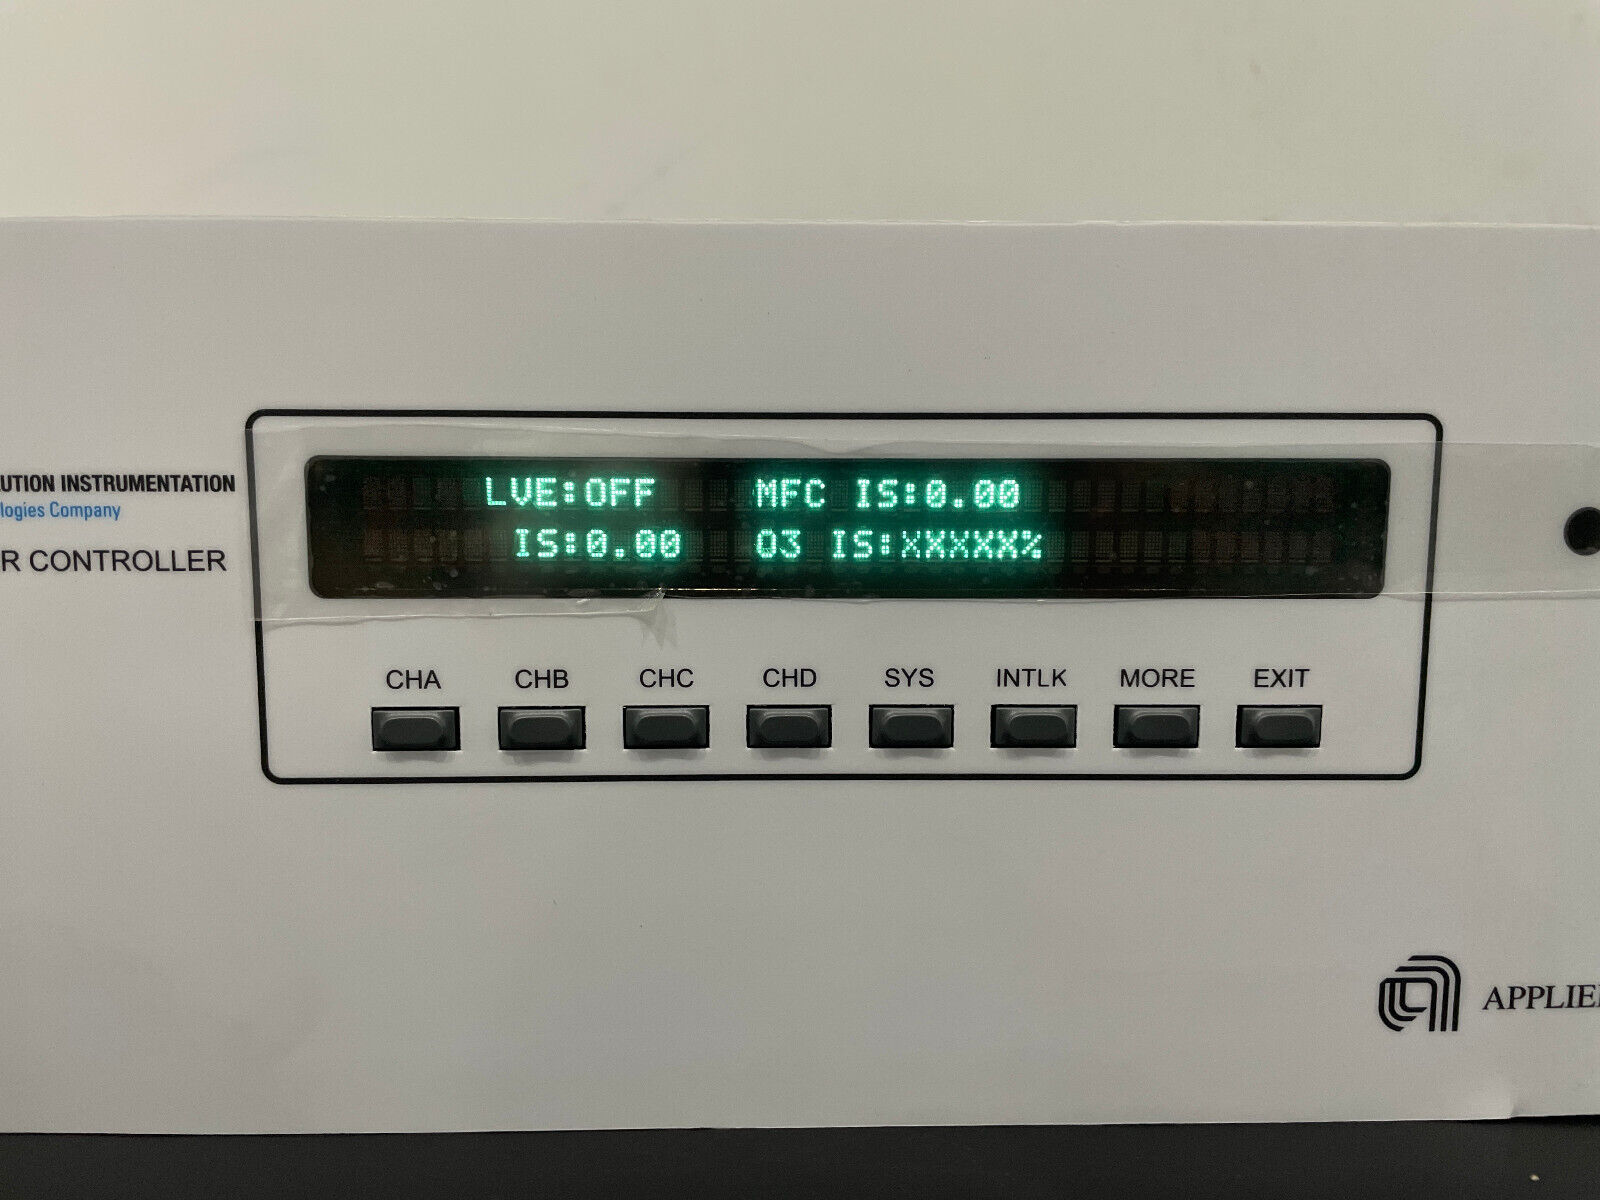 UTION INSTRUMENTATION
logies Company
R CONTROLLER
LVE:OFF MFC IS:0.00
IS:0.00 O3 IS:XXXXX%
CHA CHB CHC CHD SYS INTLK MORE EXIT
APPLIE